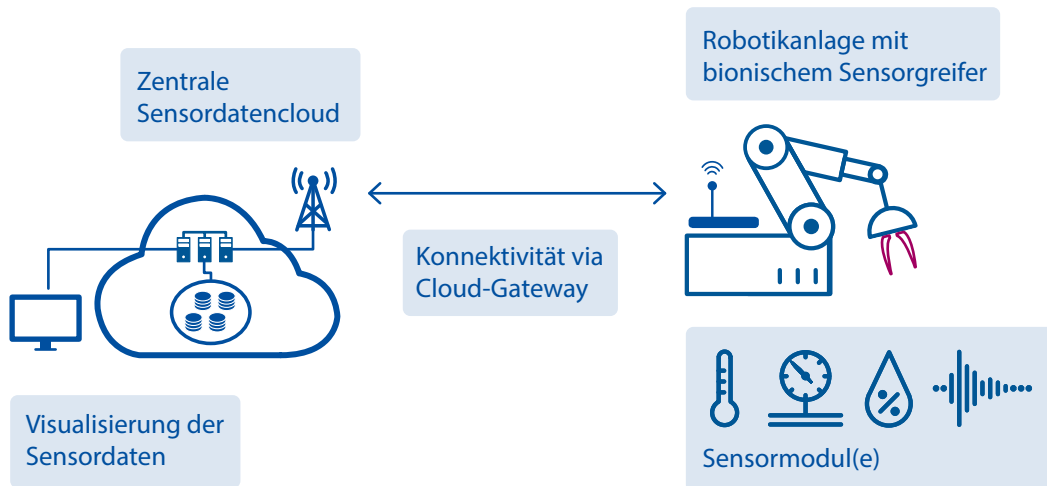 Robotikanlage mit
bionischem Sensorgreifer
Zentrale
Sensordatencloud
Konnektivität via
Cloud-Gateway
Visualisierung der
Sensordaten
%
Sensormodul(e)